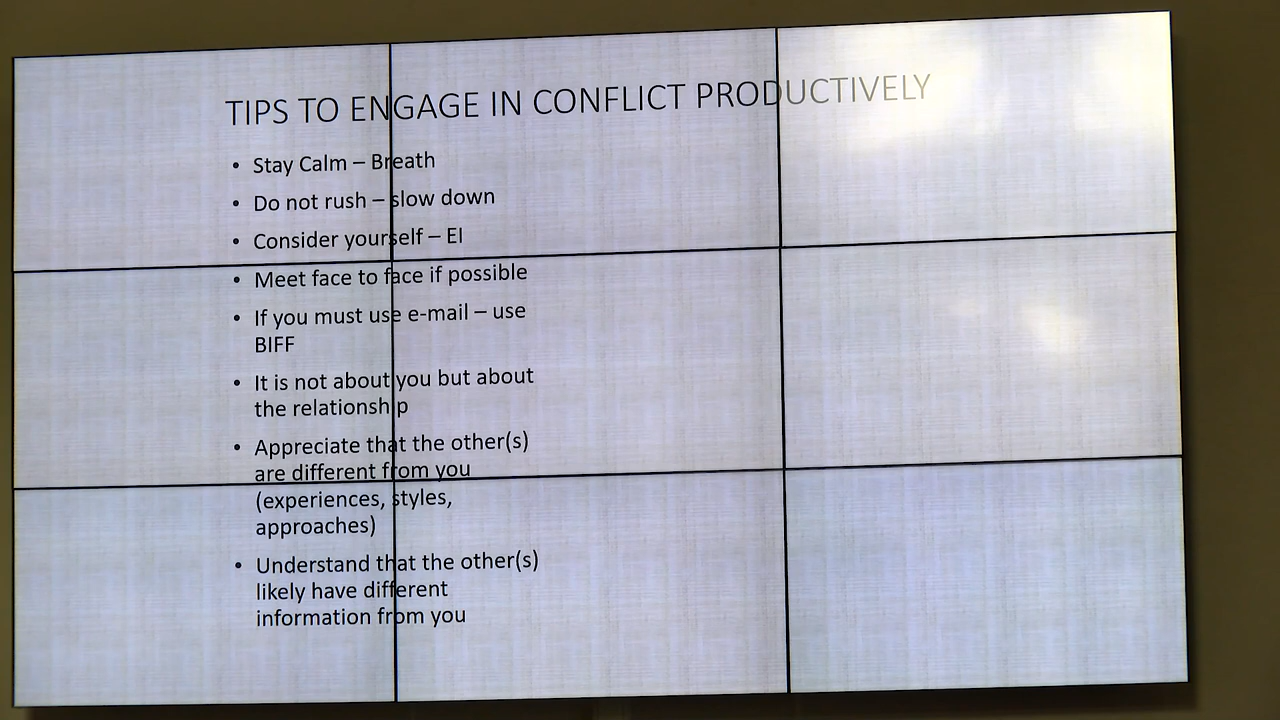 TIPS TO ENGAGE IN CONFLICT PRODUCTIVELY
• Stay Calm – Breath
• Do not rush – slow down
• Consider yourself – EI
• Meet face to face if possible
• If you must use e-mail – use
BIFF
• It is not about you but about
the relationship
• Appreciate that the other(s)
are different from you
(experiences, styles,
approaches)
• Understand that the other(s)
likely have different
information from you